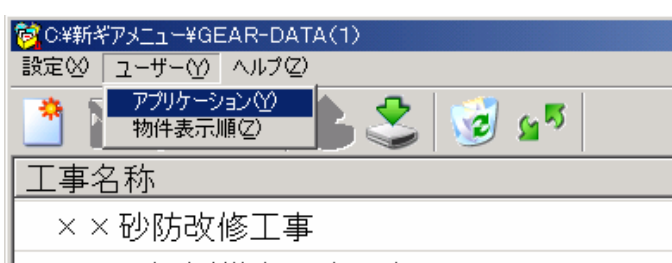 C:¥新ギアメニュー¥GEAR-DATA(1)
設定(X) ユーザー(Y) ヘルプ(Z)
アプリケーション(Y)
物件表示順(Z)
工事名称
××砂防改修工事